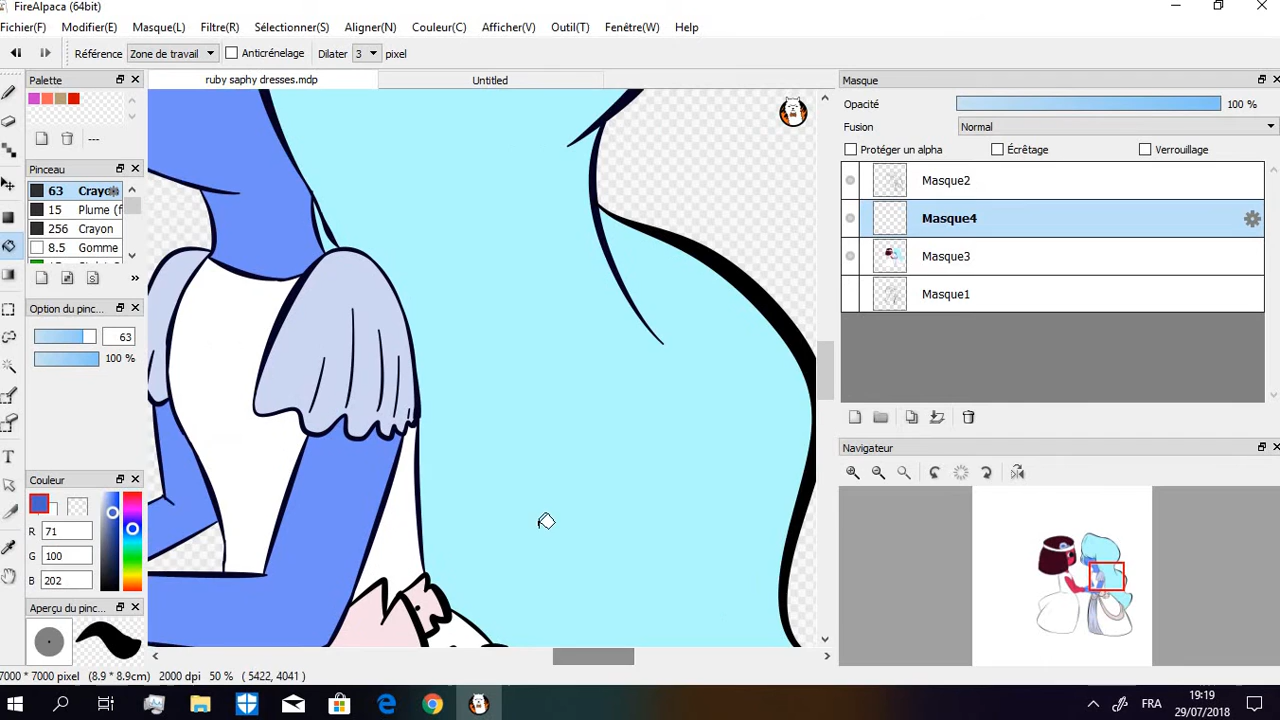 FireAlpaca (64bit)
Fichier(F) Modifier(E) Masque(L) Filtre(R) Sélectionner(S) Aligner(N) Couleur(C) Afficher(V) Outil(T) Fenêtre(W) Help
Référence Zone de travail Anticrénelage Dilater 3 pixel
Palette
---
ruby saphy dresses.mdp Untitled
Pinceau
63 Crayon
15 Plume (f
256 Crayon
8.5 Gomme
Option du pinc...
63
100 %
Couleur
R 71
G 100
B 202
Aperçu du pinc...
Masque
Opacité 100 %
Fusion Normal
Protéger un alpha Écrêtage Verrouillage
Masque2
Masque4
Masque3
Masque1
Navigateur
7000 * 7000 pixel (8.9 * 8.9cm) 2000 dpi 50 % ( 5422, 4041 )
FRA
19:19
29/07/2018